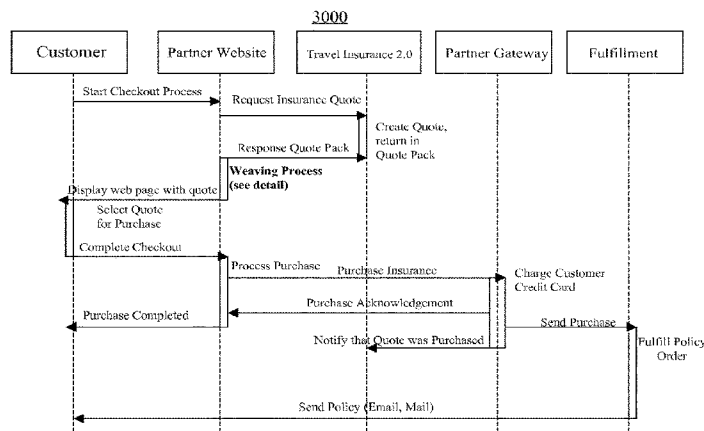 3000
Customer
Partner Website
Travel Insurance 2.0
Partner Gateway
Fulfillment
Start Checkout Process
Request Insurance Quote
Create Quote,
return in
Quote Pack
Response Quote Pack
Weaving Process
(see detail)
Display web page with quote
Select Quote
for Purchase
Complete Checkout
Process Purchase
Purchase Insurance
Charge Customer
Credit Card
Purchase Acknowledgement
Purchase Completed
Send Purchase
Notify that Quote was Purchased
Fulfill Policy
Order
Send Policy (Email, Mail)